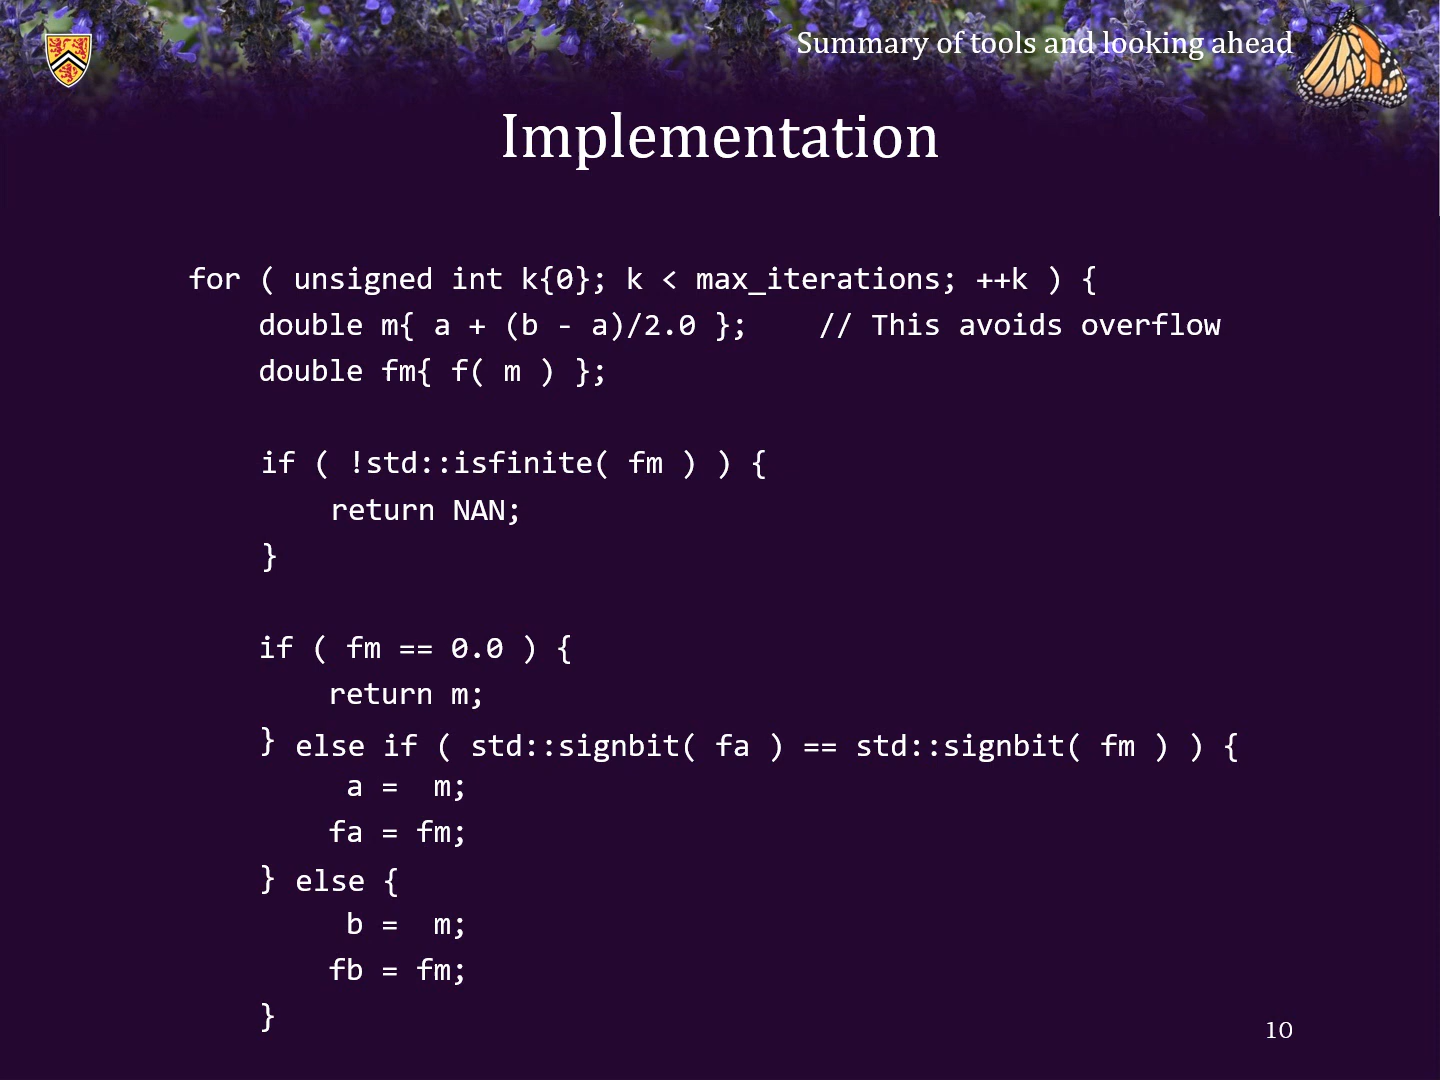 Summary of tools and looking ahead
Implementation
for ( unsigned int k{0}; k < max_iterations; ++k ) {
    double m{ a + (b - a)/2.0 };    // This avoids overflow
    double fm{ f( m ) };

    if ( !std::isfinite( fm ) ) {
        return NAN;
    }

    if ( fm == 0.0 ) {
        return m;
    } else if ( std::signbit( fa ) == std::signbit( fm ) ) {
         a =  m;
        fa = fm;
    } else {
         b =  m;
        fb = fm;
    }
10